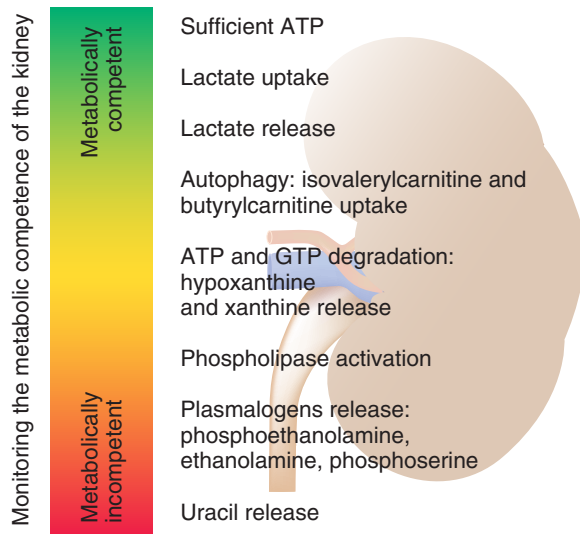 Monitoring the metabolic competence of the kidney
Metabolically
competent
Metabolically
incompetent
Sufficient ATP
Lactate uptake
Lactate release
Autophagy: isovalerylcarnitine and
butyrylcarnitine uptake
ATP and GTP degradation:
hypoxanthine
and xanthine release
Phospholipase activation
Plasmalogens release:
phosphoethanolamine,
ethanolamine, phosphoserine
Uracil release